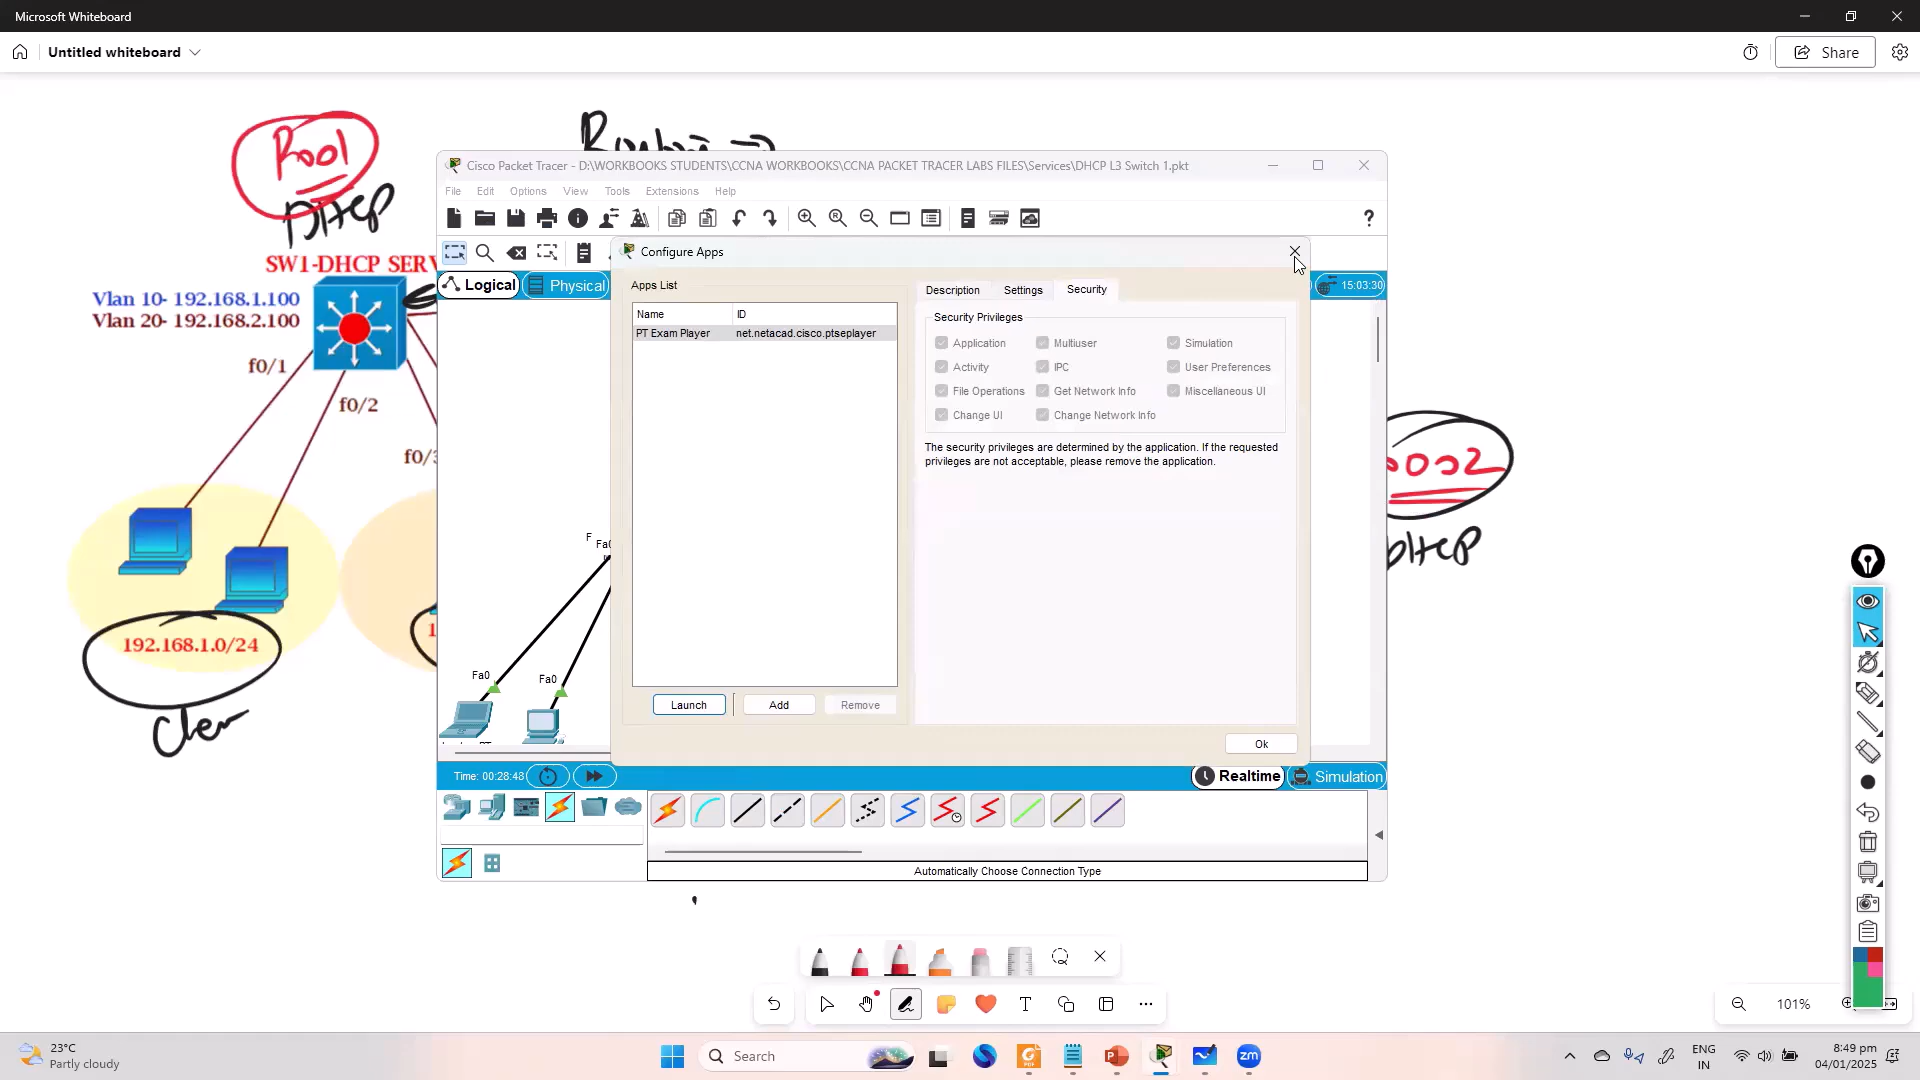 Microsoft Whiteboard
Untitled whiteboard
Share
Pool
DHCP
SW1-DHCP SERV
Vlan 10- 192.168.1.100
Vlan 20- 192.168.2.100
f0/1
f0/2
f0/3
192.168.1.0/24
Cisco Packet Tracer - D:\WORKBOOKS STUDENTS\CCNA WORKBOOKS\CCNA PACKET TRACER LABS FILES\Services\DHCP L3 Switch 1.pkt
File Edit Options View Tools Extensions Help
Logical
Physical
15:03:30
Configure Apps
Apps List
Name ID
PT Exam Player net.netacad.cisco.ptseplayer
Launch
Add
Remove
Description Settings Security
Security Privileges
Application Multiuser Simulation
Activity IPC User Preferences
File Operations Get Network Info Miscellaneous UI
Change UI Change Network Info
The security privileges are determined by the application. If the requested
privileges are not acceptable, please remove the application.
Ok
F
Fa0
Fa0
DHCP
Time: 00:28:48
Realtime
Simulation
Automatically Choose Connection Type
101%
23°C
Partly cloudy
Search
ENG
IN
8:49 pm
04/01/2025